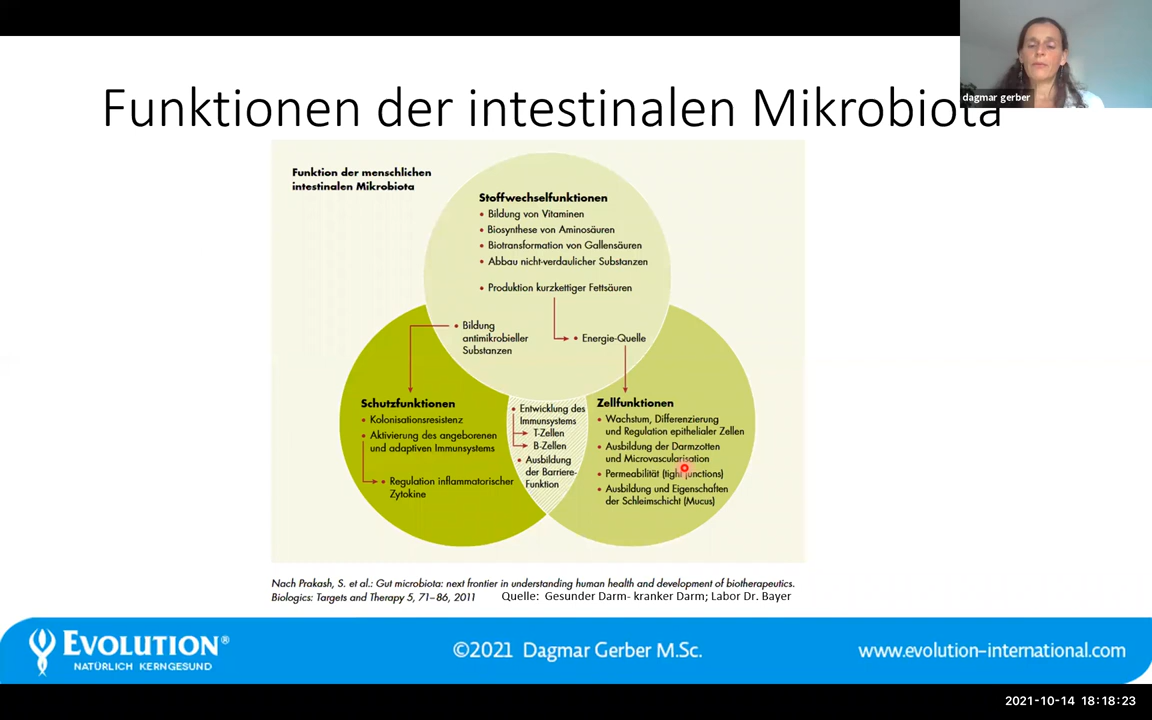 Funktionen der intestinalen Mikrobiota
dagmar gerber
Funktion der menschlichen
intestinalen Mikrobiota
Stoffwechselfunktionen
• Bildung von Vitaminen
• Biosynthese von Aminosäuren
• Biotransformation von Gallensäuren
• Abbau nicht-verdaulicher Substanzen
• Produktion kurzkettiger Fettsäuren
• Bildung
antimikrobieller
Substanzen
• Energie-Quelle
Schutzfunktionen
• Kolonisationsresistenz
• Aktivierung des angeborenen
und adaptiven Immunsystems
• Regulation inflammatorischer
Zytokine
• Entwicklung des
Immunsystems
T-Zellen
B-Zellen
• Ausbildung
der Barriere-
Funktion
Zellfunktionen
• Wachstum, Differenzierung
und Regulation epithelialer Zellen
• Ausbildung der Darmzotten
und Microvascularisation
• Permeabilität (tight junctions)
• Ausbildung und Eigenschaften
der Schleimschicht (Mucus)
Nach Prakash, S. et al.: Gut microbiota: next frontier in understanding human health and development of biotherapeutics.
Biologics: Targets and Therapy 5, 71–86, 2011 Quelle: Gesunder Darm- kranker Darm; Labor Dr. Bayer
EVOLUTION®
NATÜRLICH KERNGESUND
©2021 Dagmar Gerber M.Sc.
www.evolution-international.com
2021-10-14 18:18:23